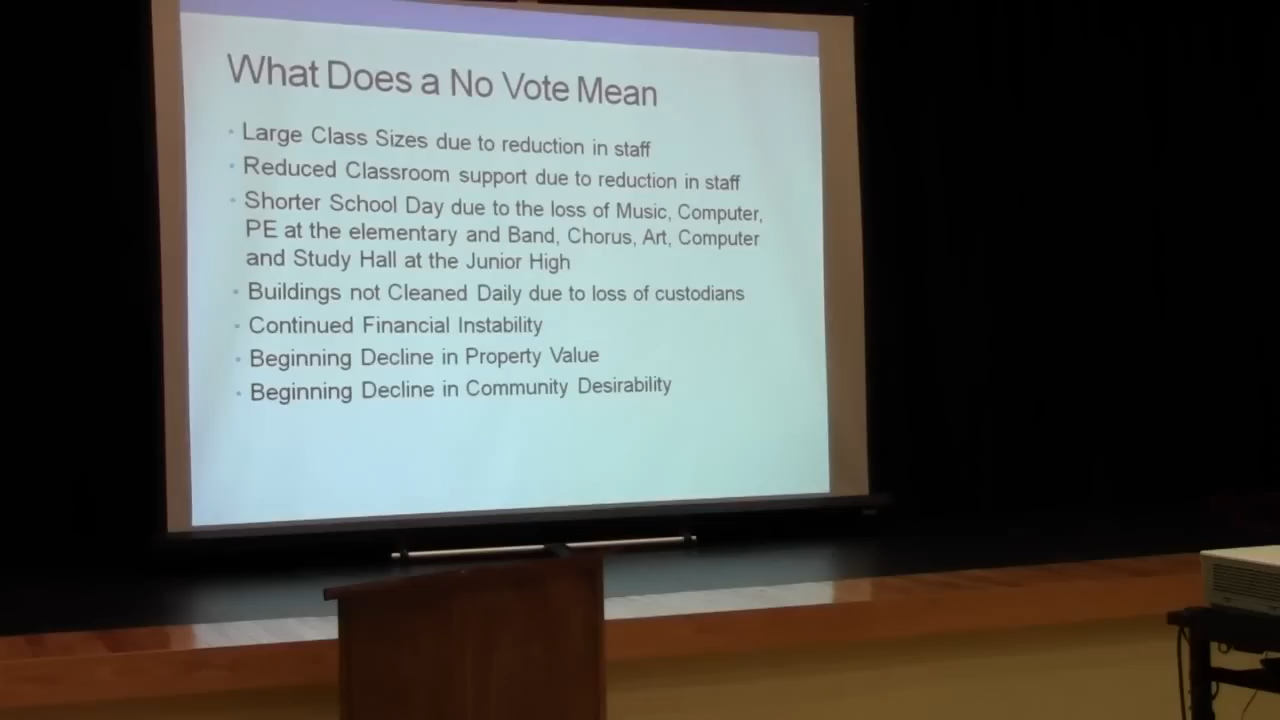 What Does a No Vote Mean
• Large Class Sizes due to reduction in staff
• Reduced Classroom support due to reduction in staff
• Shorter School Day due to the loss of Music, Computer,
PE at the elementary and Band, Chorus, Art, Computer
and Study Hall at the Junior High
• Buildings not Cleaned Daily due to loss of custodians
• Continued Financial Instability
• Beginning Decline in Property Value
• Beginning Decline in Community Desirability